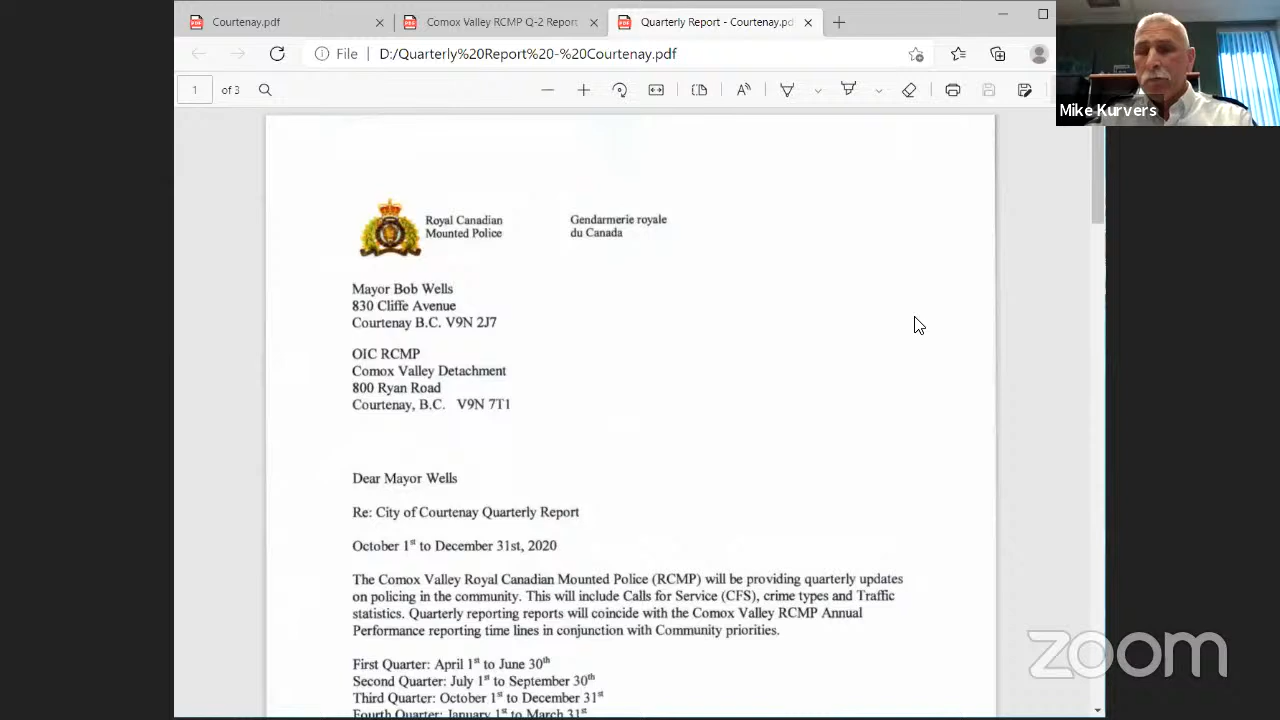 Courtenay.pdf
Comox Valley RCMP Q-2 Report
Quarterly Report - Courtenay.pd
File
D:/Quarterly%20Report%20-%20Courtenay.pdf
1
of 3
Mike Kurvers
Royal Canadian
Mounted Police
Gendarmerie royale
du Canada
Mayor Bob Wells
830 Cliffe Avenue
Courtenay B.C. V9N 2J7
OIC RCMP
Comox Valley Detachment
800 Ryan Road
Courtenay, B.C. V9N 7T1
Dear Mayor Wells
Re: City of Courtenay Quarterly Report
October 1st to December 31st, 2020
The Comox Valley Royal Canadian Mounted Police (RCMP) will be providing quarterly updates
on policing in the community. This will include Calls for Service (CFS), crime types and Traffic
statistics. Quarterly reporting reports will coincide with the Comox Valley RCMP Annual
Performance reporting time lines in conjunction with Community priorities.
First Quarter: April 1st to June 30th
Second Quarter: July 1st to September 30th
Third Quarter: October 1st to December 31st
Fourth Quarter: January 1st to March 31st
zoom